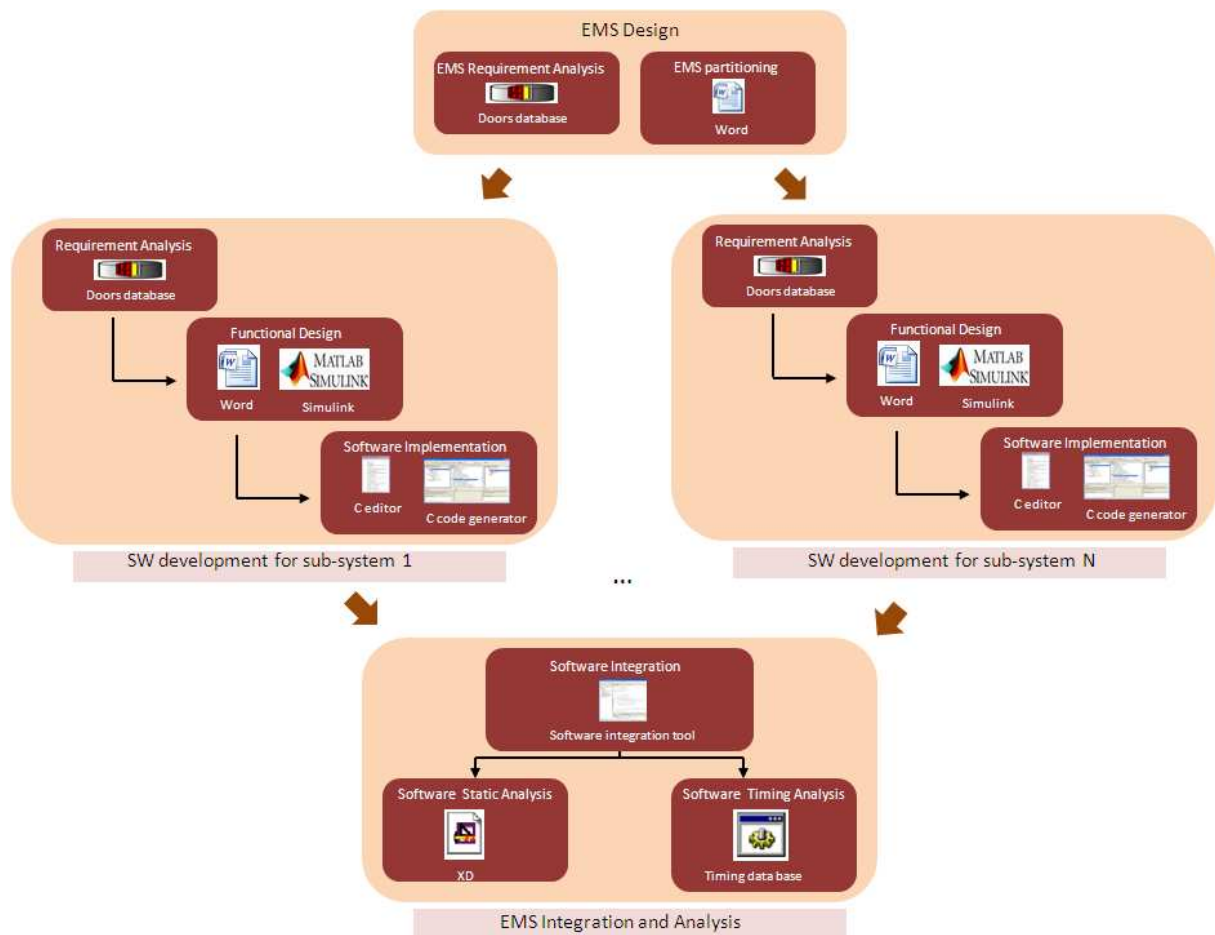 EMS Design
EMS Requirement Analysis
Doors database
EMS partitioning
W
Word
Requirement Analysis
Doors database
Functional Design
W
Word
MATLAB
SIMULINK
Simulink
Software Implementation
C editor
C code generator
SW development for sub-system 1
Requirement Analysis
Doors database
Functional Design
W
Word
MATLAB
SIMULINK
Simulink
Software Implementation
C editor
C code generator
SW development for sub-system N
...
Software Integration
Software integration tool
Software Static Analysis
XD
Software Timing Analysis
Timing data base
EMS Integration and Analysis